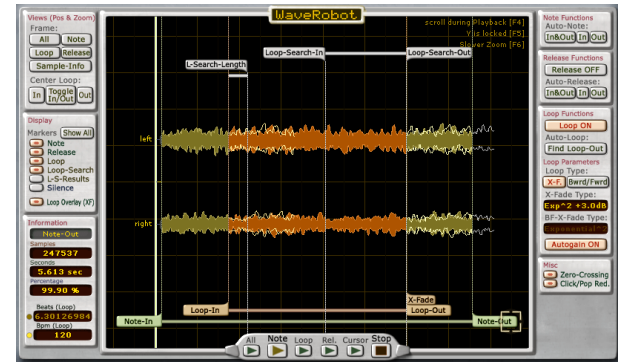 WaveRobot
Views (Pos & Zoom)
Frame:
All
Note
Loop
Release
Sample-Info
Center Loop:
In
Toggle In/Out
Out
Display
Markers
Show All
Note
Release
Loop
Loop-Search
L-S-Results
Silence
Loop Overlay (XF)
Information
Note-Out
Samples
247537
Seconds
5.613 sec
Percentage
99.90 %
Beats (Loop)
6.30126984
Bpm (Loop)
120
scroll during Playback [F4]
Y is locked [F5]
Slower Zoom [F6]
Loop-Search-In
Loop-Search-Out
L-Search-Length
left
right
X-Fade
Loop-In
Loop-Out
Note-In
Note-Out
All
Note
Loop
Rel.
Cursor
Stop
Note Functions
Auto-Note:
In&Out
In
Out
Release Functions
Release OFF
Auto-Release:
In&Out
In
Out
Loop Functions
Loop ON
Auto-Loop:
Find Loop-Out
Loop Parameters
Loop Type:
X-F.
Bwrd/Fwrd
X-Fade Type:
Exp^2 +3.0dB
BF-X-Fade Type:
Autogain ON
Misc
Zero-Crossing
Click/Pop Red.